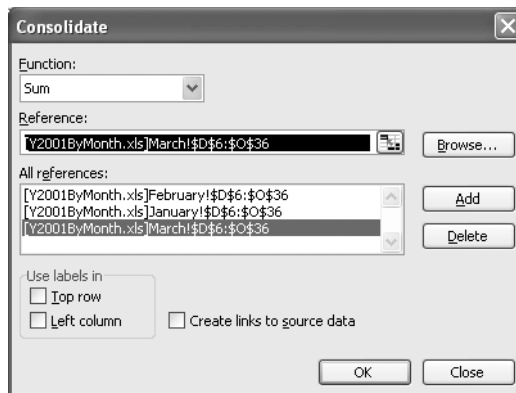 Consolidate
Function:
Sum
Reference:
[Y2001ByMonth.xls]March!$D$6:$O$36
Browse...
All references:
[Y2001ByMonth.xls]February!$D$6:$O$36
[Y2001ByMonth.xls]January!$D$6:$O$36
[Y2001ByMonth.xls]March!$D$6:$O$36
Add
Delete
Use labels in
Top row
Left column
Create links to source data
OK
Close